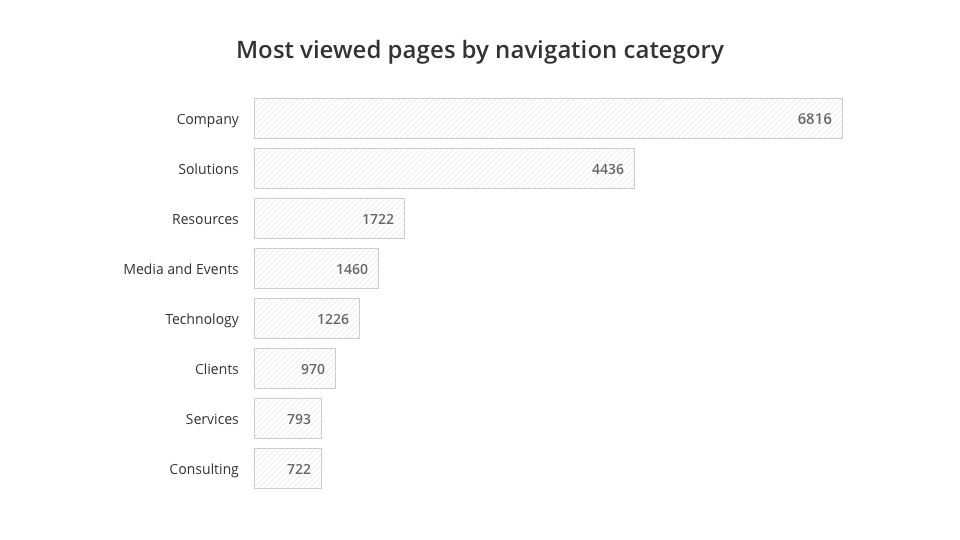 Most viewed pages by navigation category
Company 6816
Solutions 4436
Resources 1722
Media and Events 1460
Technology 1226
Clients 970
Services 793
Consulting 722